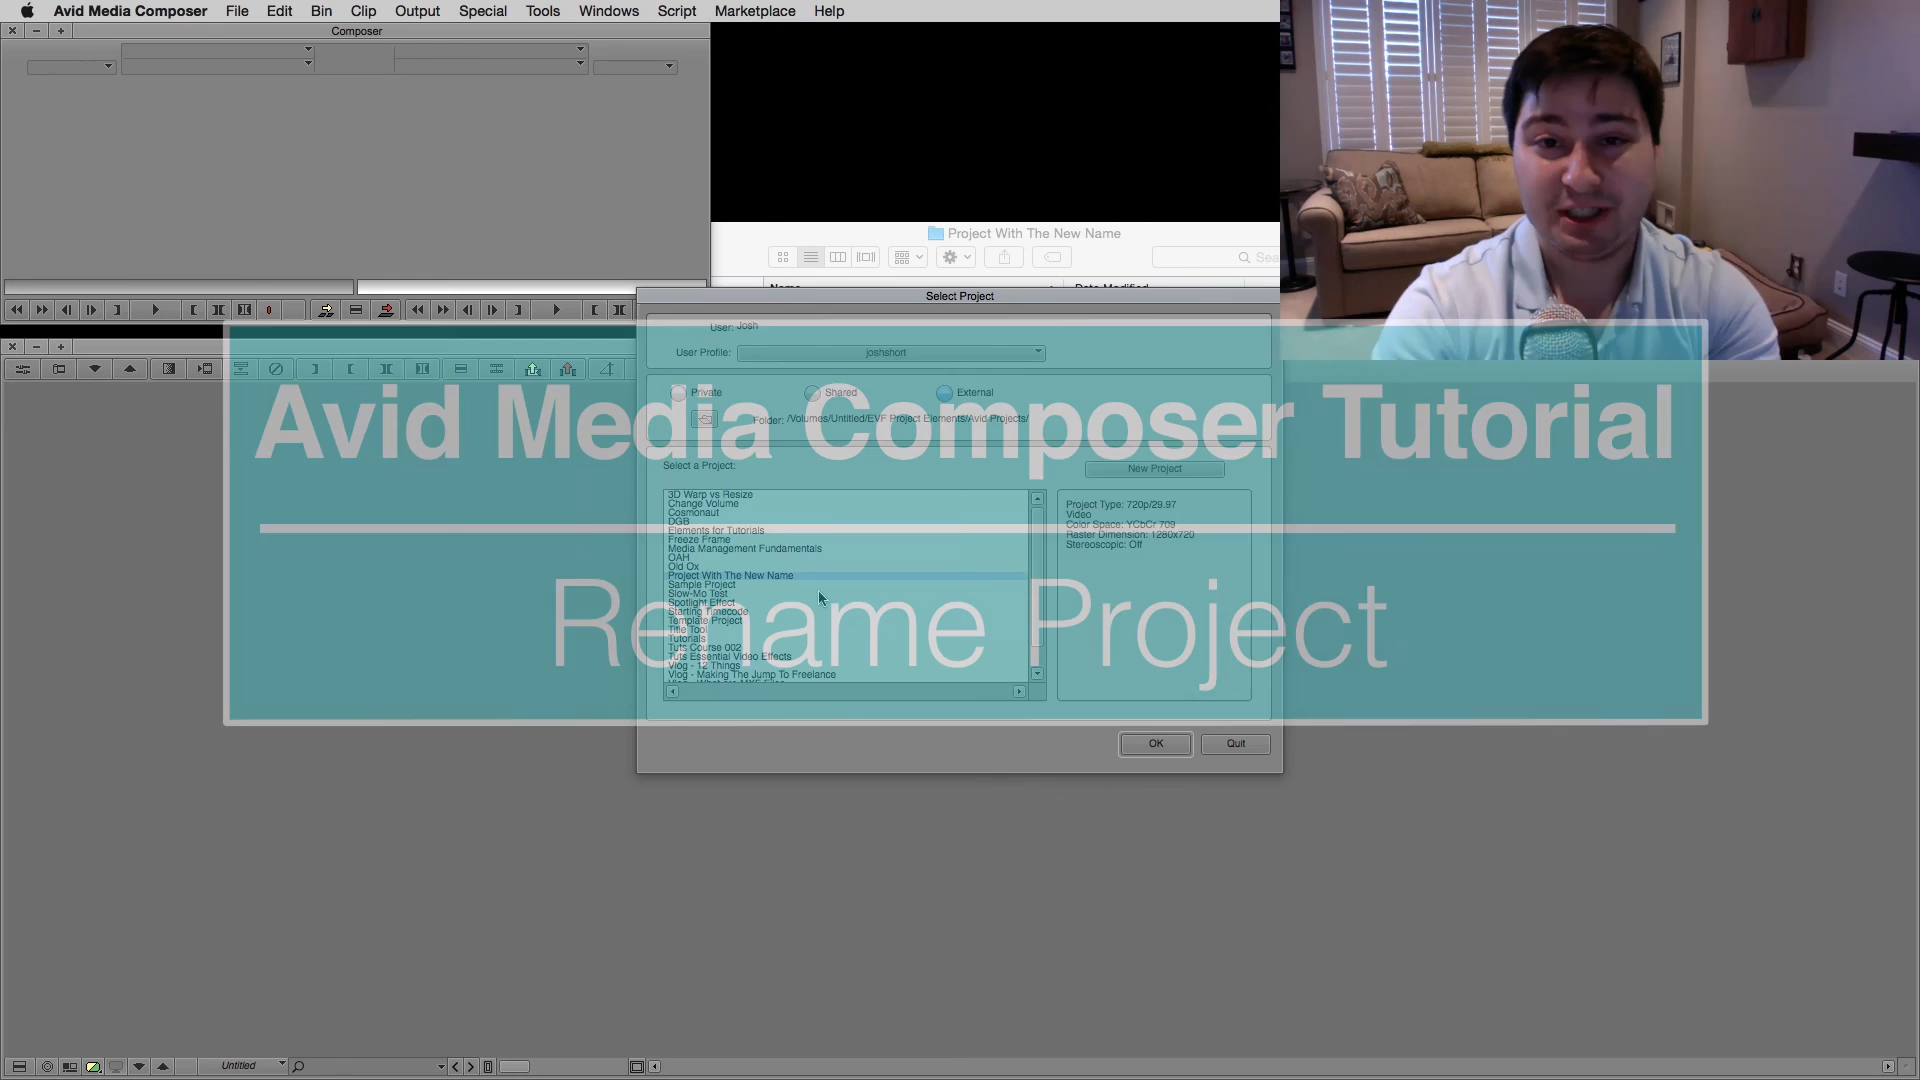 Avid Media Composer File Edit Bin Clip Output Special Tools Windows Script Marketplace Help
Composer
Project With The New Name
Name
Date Modified
Select Project
User: Josh
User Profile: joshshort
Private Shared External
Folder: /Volumes/Untitled/EVF Project Elements/Avid Projects/
Avid Media Composer Tutorial
Select a Project:
New Project
3D Warp vs Resize
Change Volume
Cosmonaut
DGB
Elements for Tutorials
Freeze Frame
Media Management Fundamentals
OAH
Old Ox
Project With The New Name
Sample Project
Slow-Mo Test
Spotlight Effect
Starting Timecode
Template Project
Title Tool
Tutorials
Tuts Course 002
Tuts Essential Video Effects
Vlog - 12 Things
Vlog - Making The Jump To Freelance
Project Type: 720p/29.97
Video
Color Space: YCbCr 709
Raster Dimension: 1280x720
Stereoscopic: Off
Rename Project
OK
Quit
Untitled